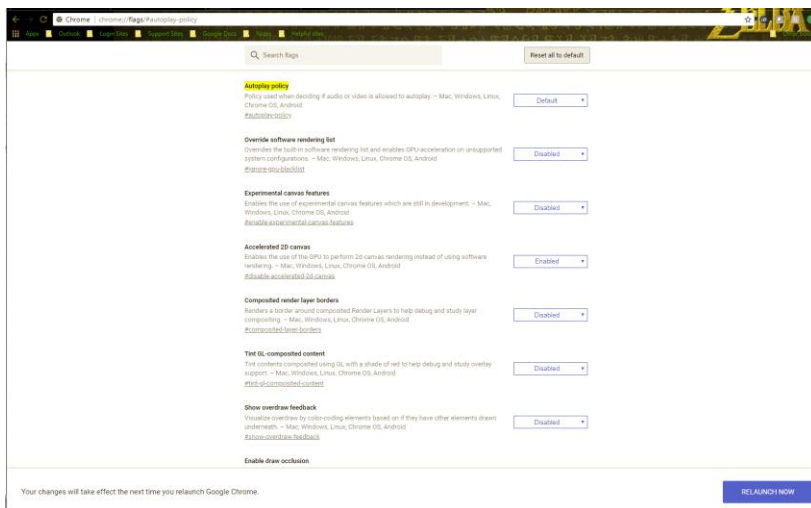 Chrome | chrome://flags/#autoplay-policy
Apps Outlook Login Sites Support Sites Google Docs Notes Helpful sites
ZELDA
Search flags
Reset all to default
Autoplay policy
Policy used when deciding if audio or video is allowed to autoplay. – Mac, Windows, Linux,
Chrome OS, Android
#autoplay-policy
Default
Override software rendering list
Overrides the built-in software rendering list and enables GPU-acceleration on unsupported
system configurations. – Mac, Windows, Linux, Chrome OS, Android
#ignore-gpu-blacklist
Disabled
Experimental canvas features
Enables the use of experimental canvas features which are still in development. – Mac,
Windows, Linux, Chrome OS, Android
#enable-experimental-canvas-features
Disabled
Accelerated 2D canvas
Enables the use of the GPU to perform 2d canvas rendering instead of using software
rendering. – Mac, Windows, Linux, Chrome OS, Android
#disable-accelerated-2d-canvas
Enabled
Composited render layer borders
Renders a border around composited Render Layers to help debug and study layer
compositing. – Mac, Windows, Linux, Chrome OS, Android
#composited-layer-borders
Disabled
Tint GL-composited content
Tint contents composited using GL with a shade of red to help debug and study overlay
support. – Mac, Windows, Linux, Chrome OS, Android
#tint-gl-composited-content
Disabled
Show overdraw feedback
Visualize overdraw by color-coding elements based on if they have other elements drawn
underneath. – Mac, Windows, Linux, Chrome OS, Android
#show-overdraw-feedback
Disabled
Enable draw occlusion
Your changes will take effect the next time you relaunch Google Chrome.
RELAUNCH NOW